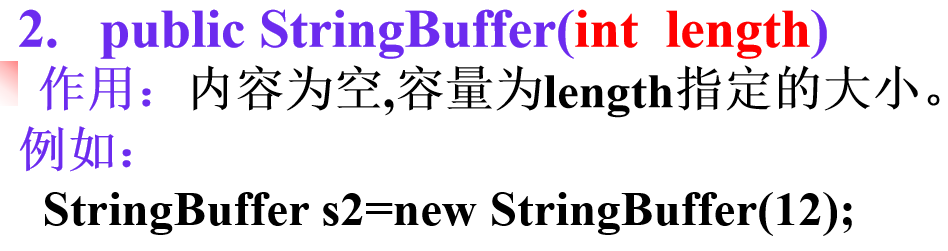 2. public StringBuffer(int length)
作用：内容为空,容量为length指定的大小。
例如：
StringBuffer s2=new StringBuffer(12);